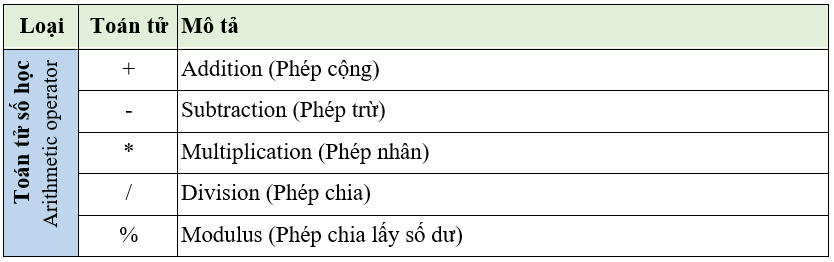 Loại Toán tử Mô tả
Toán tử số học
Arithmetic operator
+ Addition (Phép cộng)
- Subtraction (Phép trừ)
* Multiplication (Phép nhân)
/ Division (Phép chia)
% Modulus (Phép chia lấy số dư)